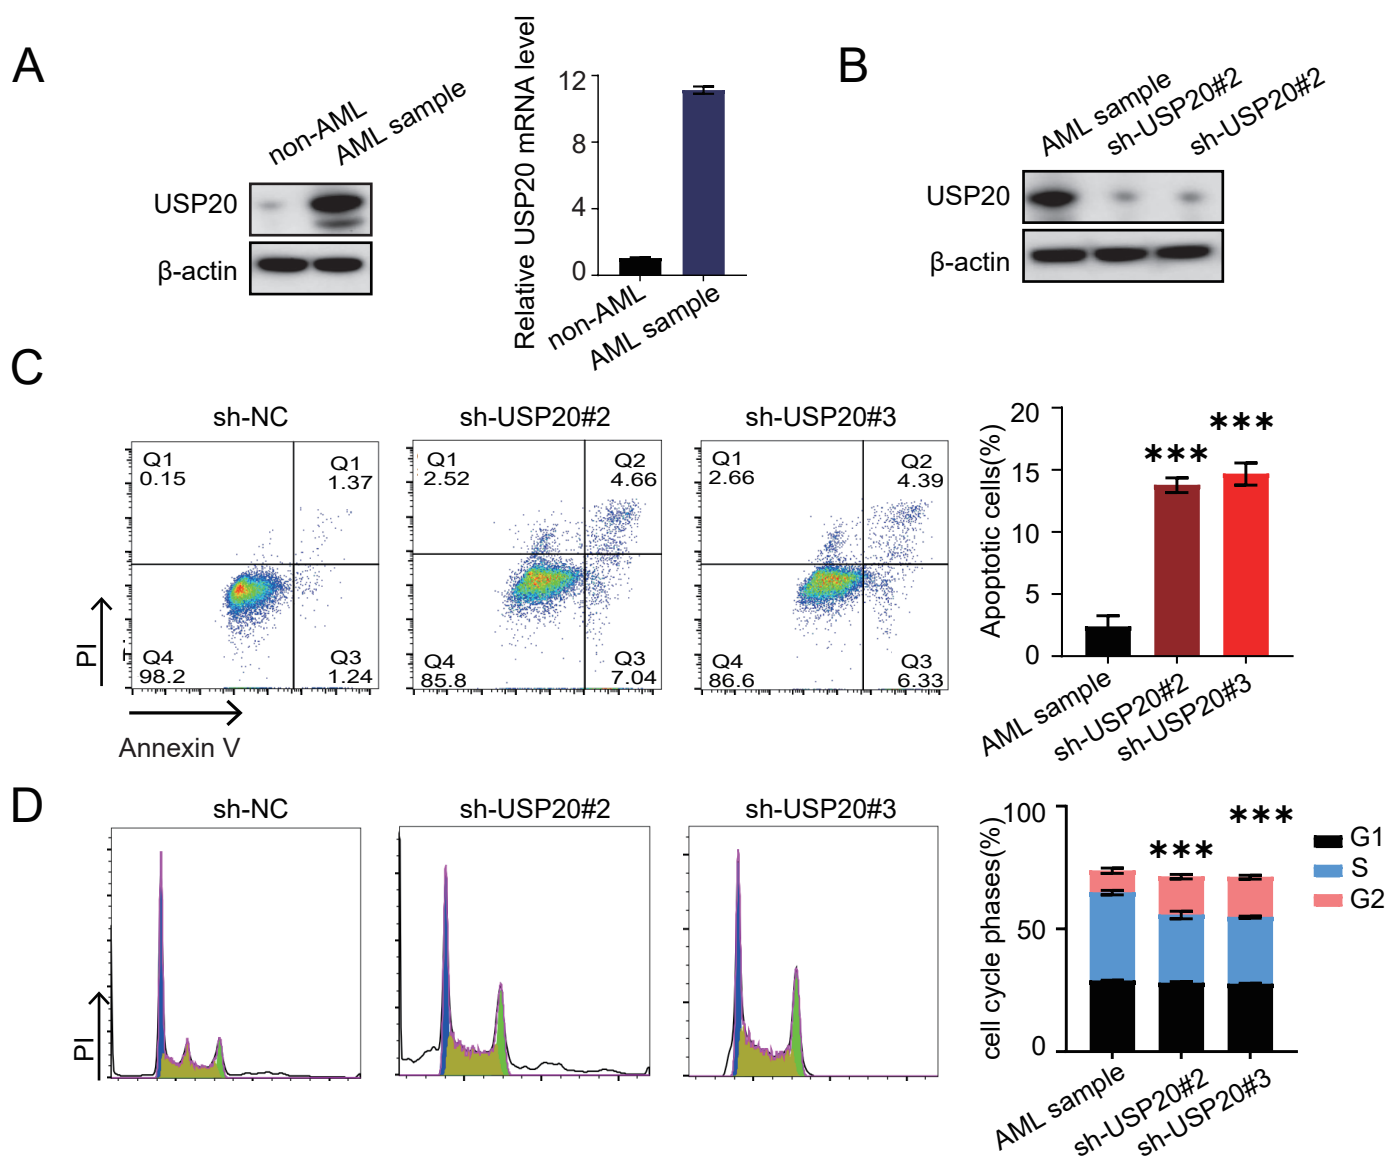 A
non-AML
AML sample
USP20
β-actin
Relative USP20 mRNA level
12
8
4
0
non-AML
AML sample
B
AML sample
sh-USP20#2
sh-USP20#2
USP20
β-actin
C
sh-NC
Q1
0.15
Q1
1.37
Q4
98.2
Q3
1.24
PI
Annexin V
sh-USP20#2
Q1
2.52
Q2
4.66
Q4
85.8
Q3
7.04
sh-USP20#3
Q1
2.66
Q2
4.39
Q4
86.6
Q3
6.33
Apoptotic cells(%)
20
15
10
5
0
***
***
AML sample
sh-USP20#2
sh-USP20#3
D
sh-NC
sh-USP20#2
sh-USP20#3
PI
cell cycle phases(%)
100
50
0
***
***
G1
S
G2
AML sample
sh-USP20#2
sh-USP20#3